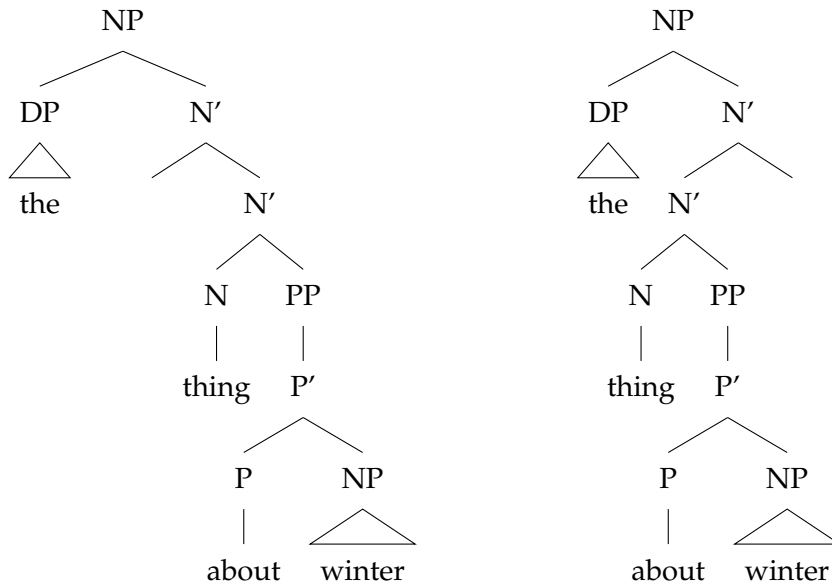 NP NP
DP N’ DP N’
the N’ the N’
N PP N PP
thing P’ thing P’
P NP P NP
about winter about winter